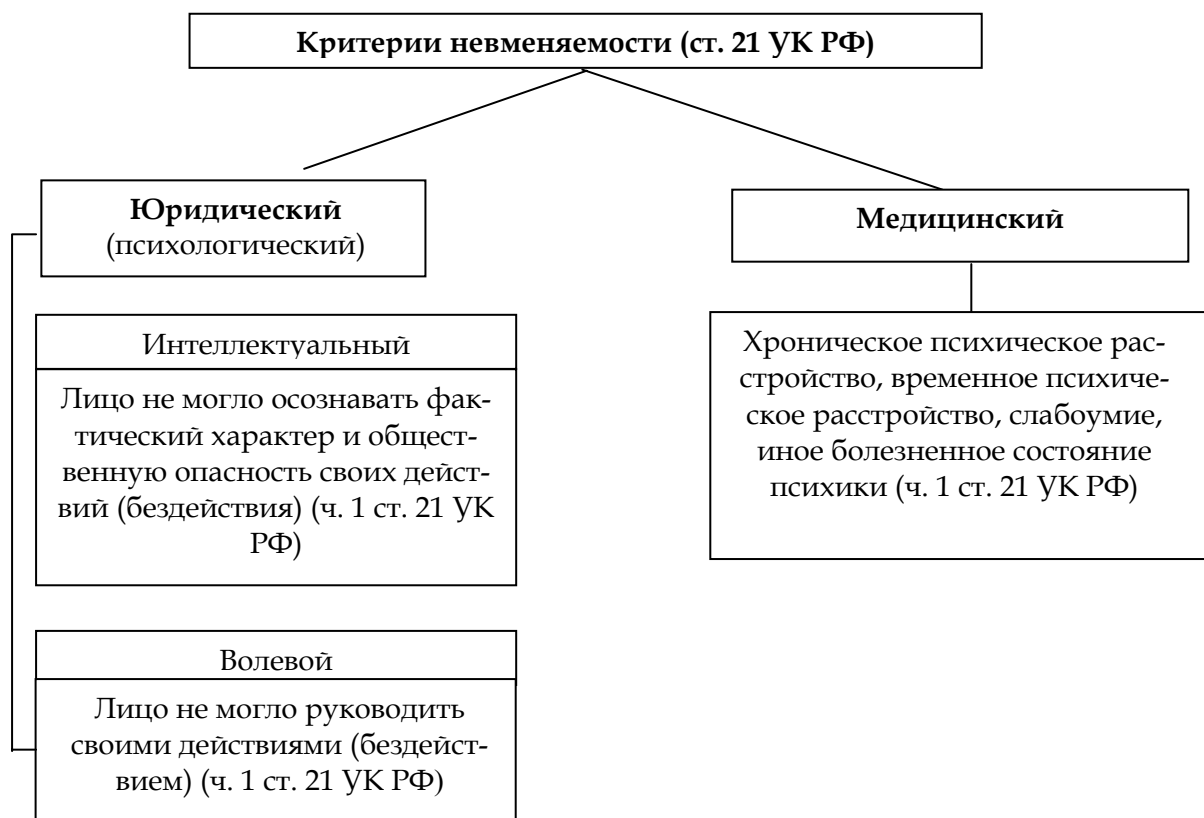 Критерии невменяемости (ст. 21 УК РФ)
Юридический
(психологический)
Медицинский
Интеллектуальный
Лицо не могло осознавать фак-
тический характер и общест-
венную опасность своих дейст-
вий (бездействия) (ч. 1 ст. 21 УК
РФ)
Волевой
Лицо не могло руководить
своими действиями (бездейст-
вием) (ч. 1 ст. 21 УК РФ)
Хроническое психическое рас-
стройство, временное психиче-
ское расстройство, слабоумие,
иное болезненное состояние
психики (ч. 1 ст. 21 УК РФ)